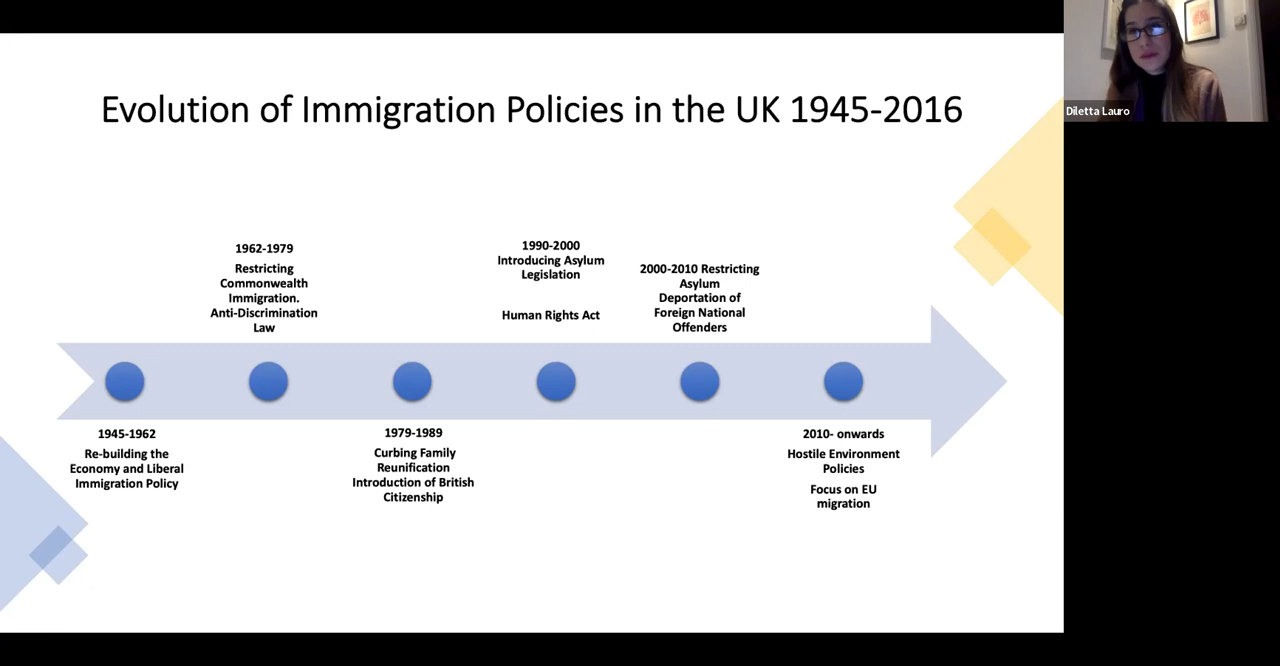 Evolution of Immigration Policies in the UK 1945-2016
Diletta Lauro
1945-1962
Re-building the
Economy and Liberal
Immigration Policy
1962-1979
Restricting
Commonwealth
Immigration.
Anti-Discrimination
Law
1979-1989
Curbing Family
Reunification
Introduction of British
Citizenship
1990-2000
Introducing Asylum
Legislation
Human Rights Act
2000-2010 Restricting
Asylum
Deportation of
Foreign National
Offenders
2010- onwards
Hostile Environment
Policies
Focus on EU
migration